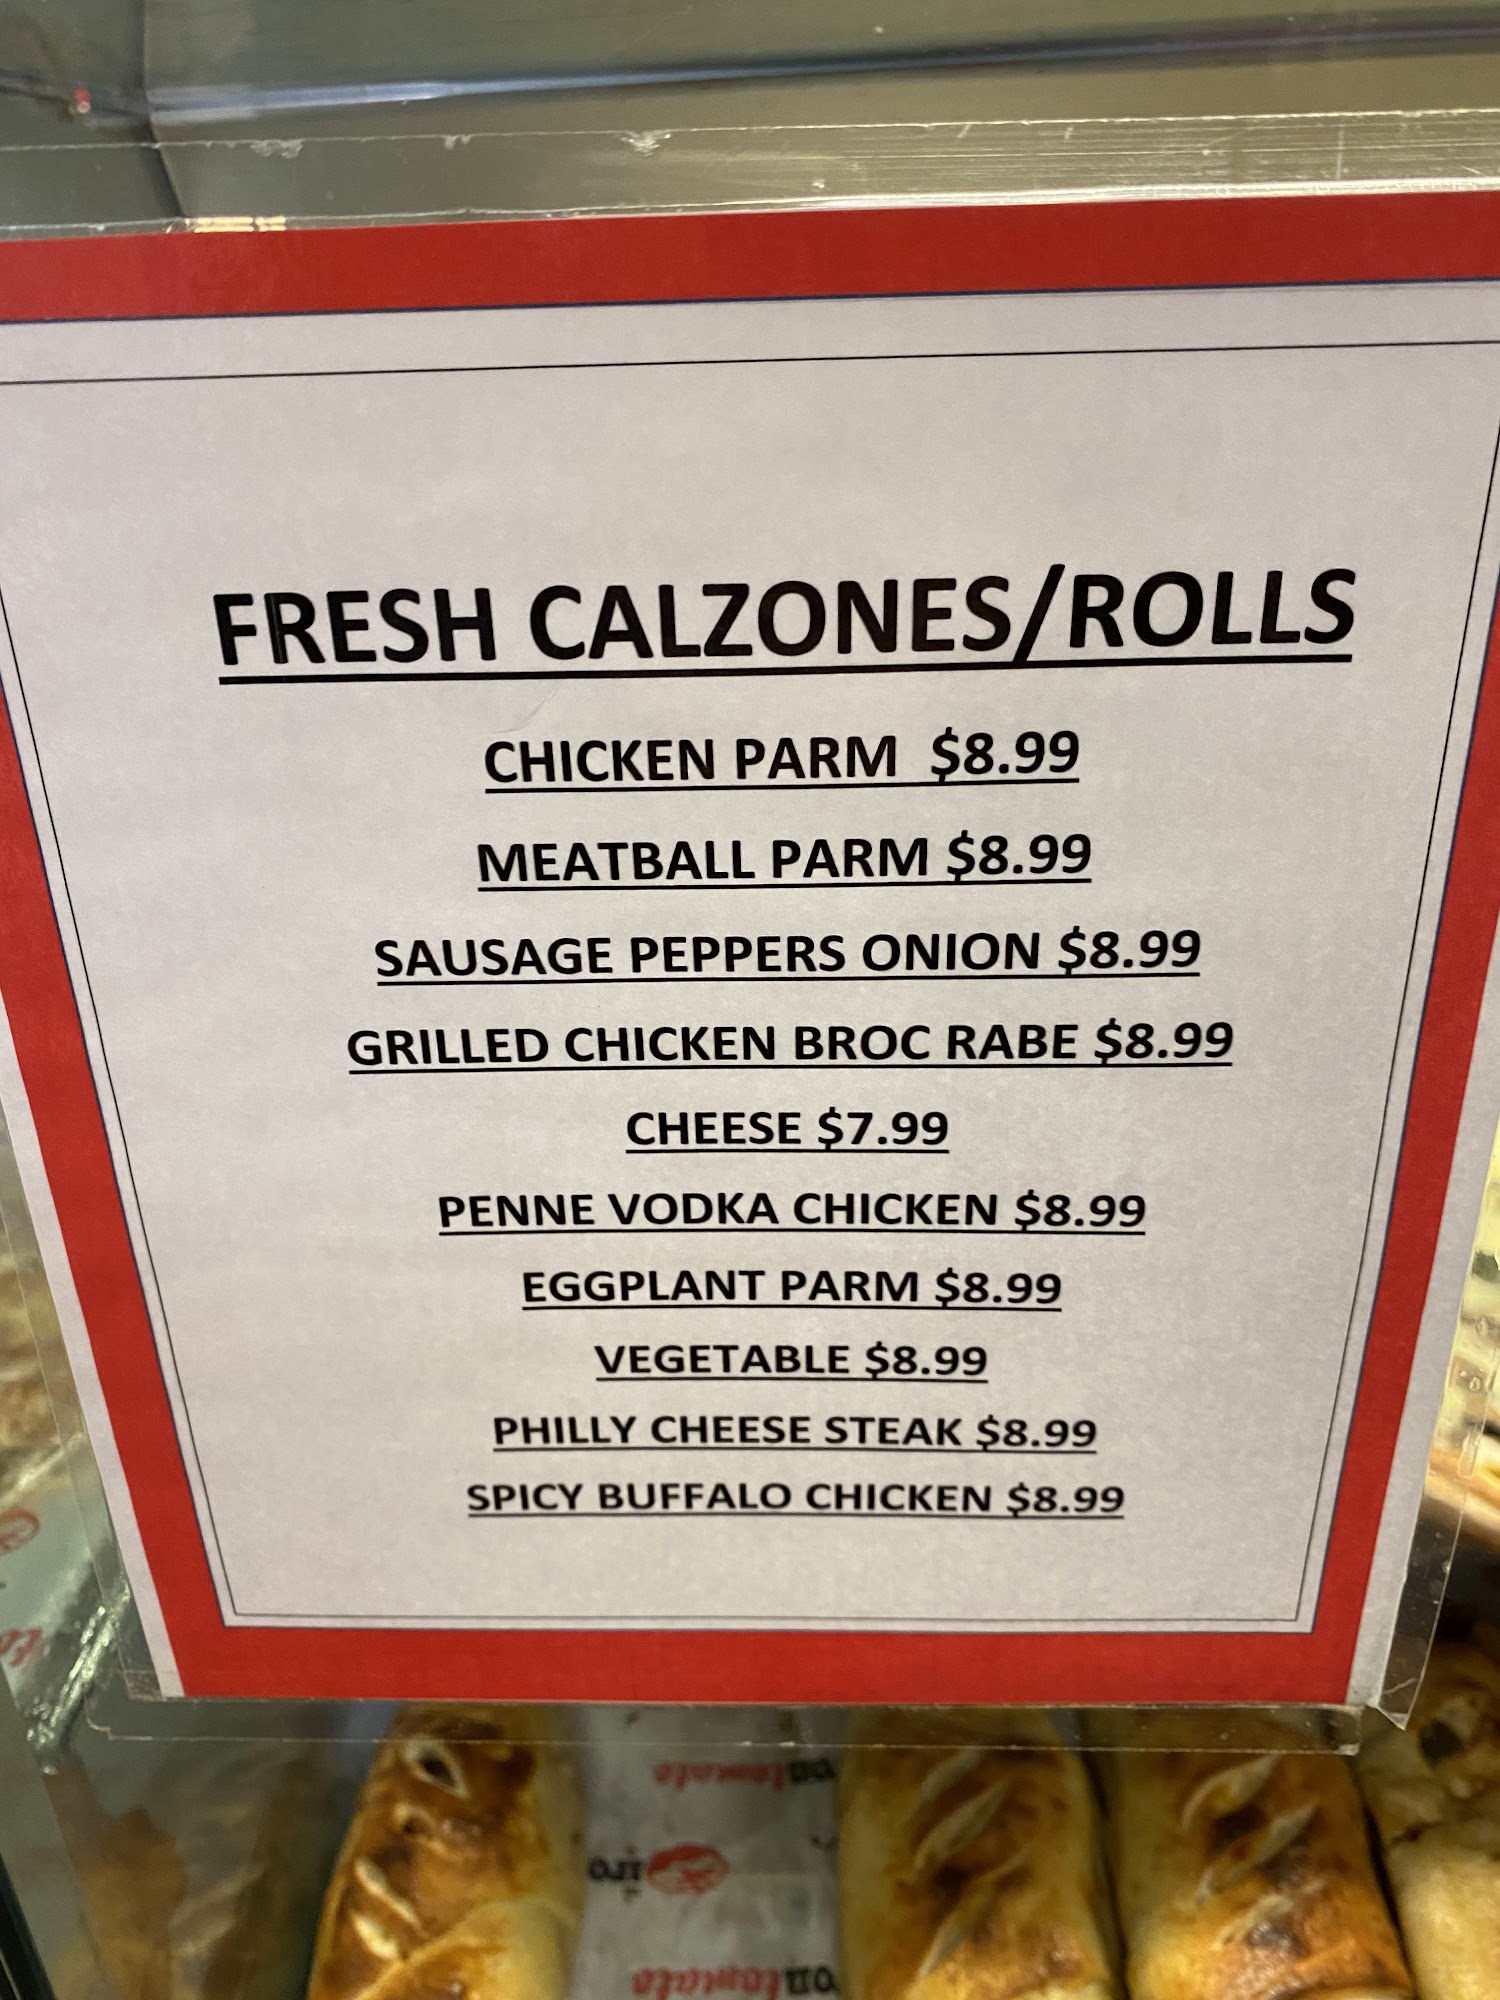 FRESH CALZONES/ROLLS
CHICKEN PARM $8.99
MEATBALL PARM $8.99
SAUSAGE PEPPERS ONION $8.99
GRILLED CHICKEN BROC RABE $8.99
CHEESE $7.99
PENNE VODKA CHICKEN $8.99
EGGPLANT PARM $8.99
VEGETABLE $8.99
PHILLY CHEESE STEAK $8.99
SPICY BUFFALO CHICKEN $8.99